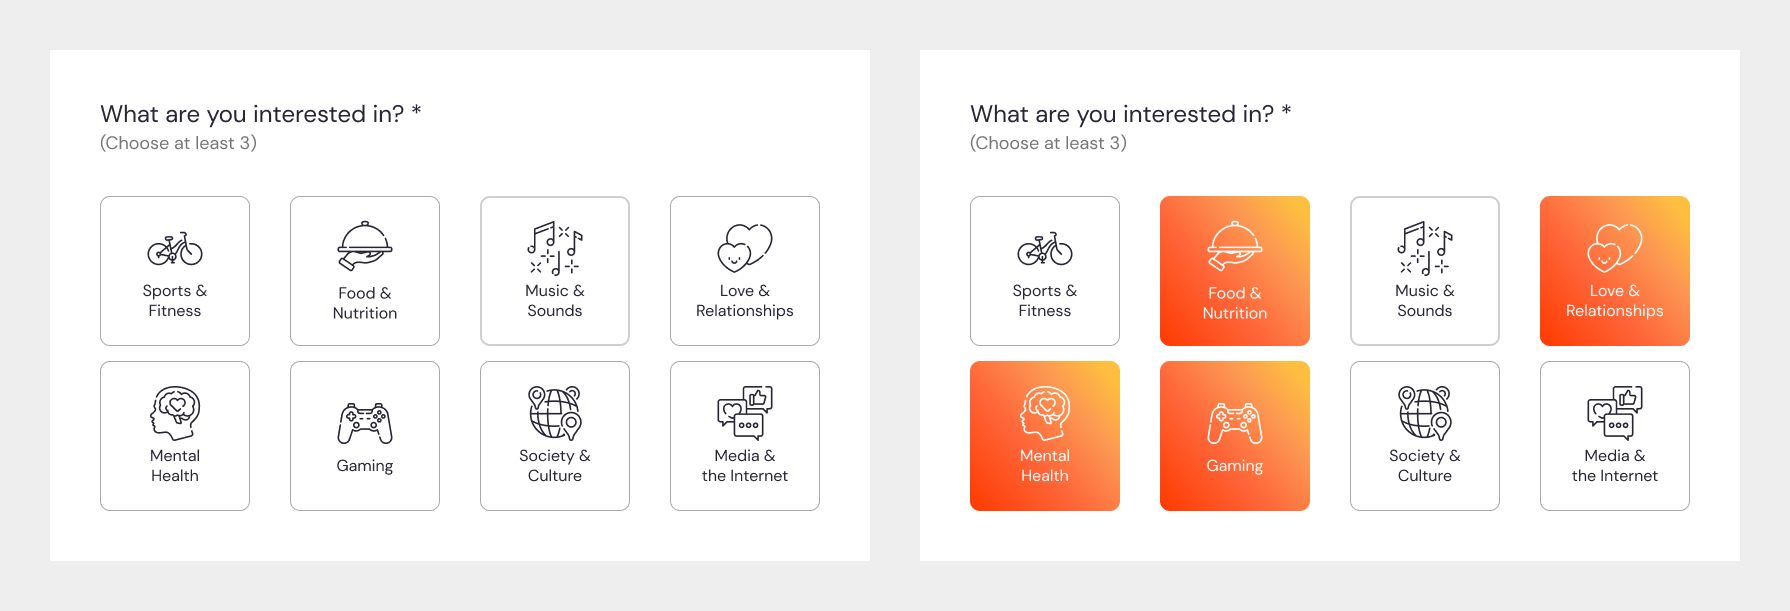 What are you interested in? *
(Choose at least 3)
Sports &
Fitness
Food &
Nutrition
Music &
Sounds
Love &
Relationships
Mental
Health
Gaming
Society &
Culture
Media &
the Internet
What are you interested in? *
(Choose at least 3)
Sports &
Fitness
Food &
Nutrition
Music &
Sounds
Love &
Relationships
Mental
Health
Gaming
Society &
Culture
Media &
the Internet